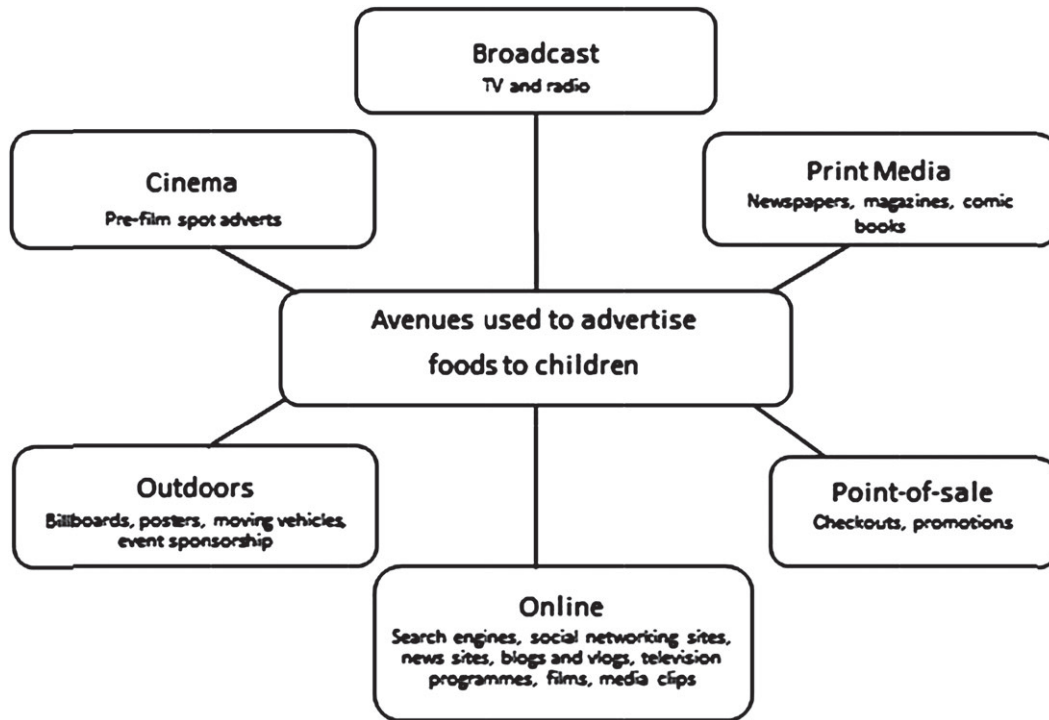 Broadcast
TV and radio
Cinema
Pre-film spot adverts
Print Media
Newspapers, magazines, comic
books
Avenues used to advertise
foods to children
Outdoors
Billboards, posters, moving vehicles,
event sponsorship
Point-of-sale
Checkouts, promotions
Online
Search engines, social networking sites,
news sites, blogs and vlogs, television
programmes, films, media clips